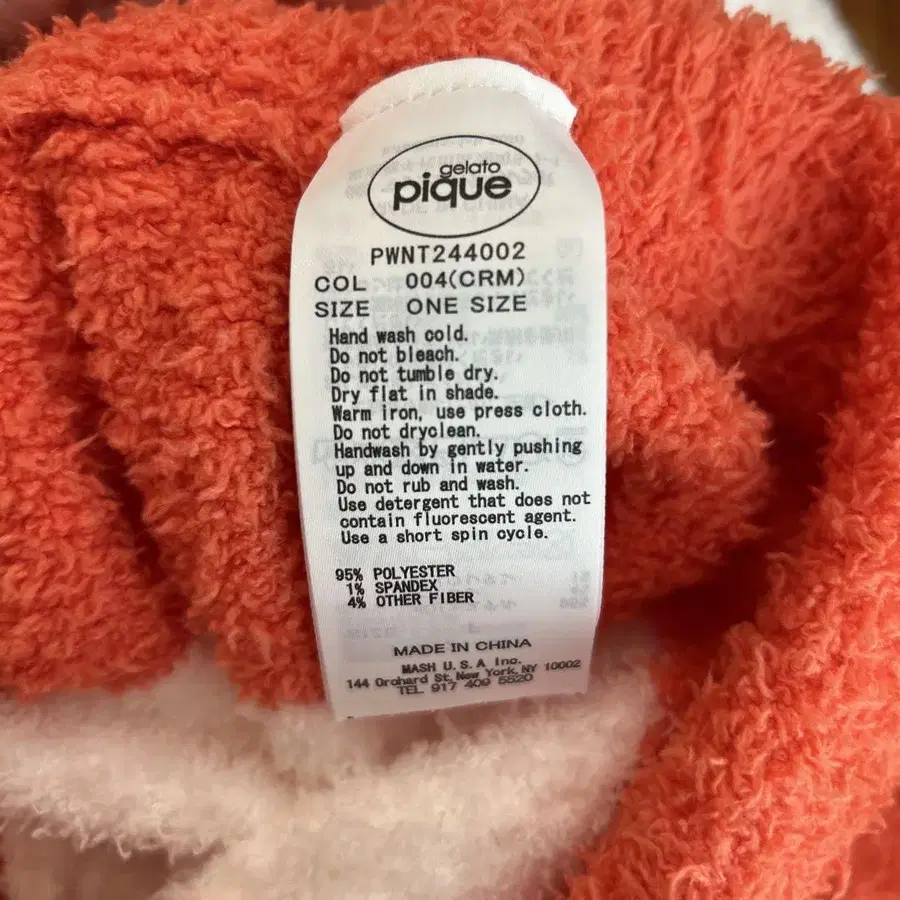 gelato
pique
PWNT244002
COL 004(CRM)
SIZE ONE SIZE
Hand wash cold.
Do not bleach.
Do not tumble dry.
Dry flat in shade.
Warm iron, use press cloth.
Do not dryclean.
Handwash by gently pushing
up and down in water.
Do not rub and wash.
Use detergent that does not
contain fluorescent agent.
Use a short spin cycle.
95% POLYESTER
1% SPANDEX
4% OTHER FIBER
MADE IN CHINA
MASH U.S.A Inc.
144 Orchard St, New York, NY 10002
TEL 917 409 5520